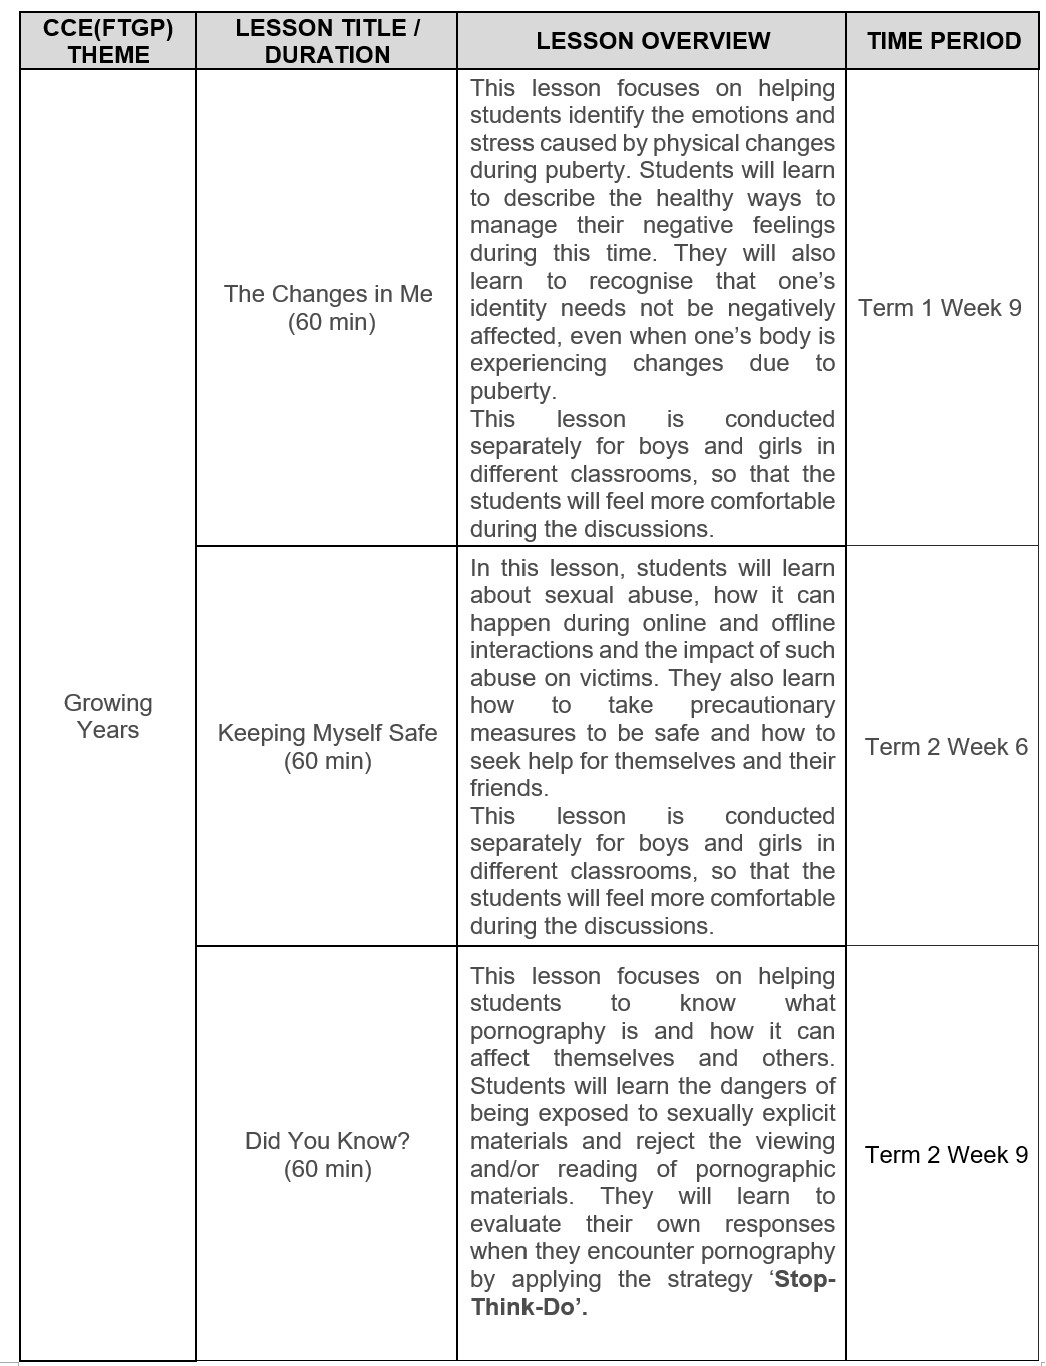 CCE(FTGP)
THEME
LESSON TITLE /
DURATION
LESSON OVERVIEW
TIME PERIOD
Growing
Years
The Changes in Me
(60 min)
This lesson focuses on helping
students identify the emotions and
stress caused by physical changes
during puberty. Students will learn
to describe the healthy ways to
manage their negative feelings
during this time. They will also
learn to recognise that one’s
identity needs not be negatively
affected, even when one’s body is
experiencing changes due to
puberty.
This lesson is conducted
separately for boys and girls in
different classrooms, so that the
students will feel more comfortable
during the discussions.
Term 1 Week 9
Keeping Myself Safe
(60 min)
In this lesson, students will learn
about sexual abuse, how it can
happen during online and offline
interactions and the impact of such
abuse on victims. They also learn
how to take precautionary
measures to be safe and how to
seek help for themselves and their
friends.
This lesson is conducted
separately for boys and girls in
different classrooms, so that the
students will feel more comfortable
during the discussions.
Term 2 Week 6
Did You Know?
(60 min)
This lesson focuses on helping
students to know what
pornography is and how it can
affect themselves and others.
Students will learn the dangers of
being exposed to sexually explicit
materials and reject the viewing
and/or reading of pornographic
materials. They will learn to
evaluate their own responses
when they encounter pornography
by applying the strategy ‘Stop-
Think-Do’.
Term 2 Week 9